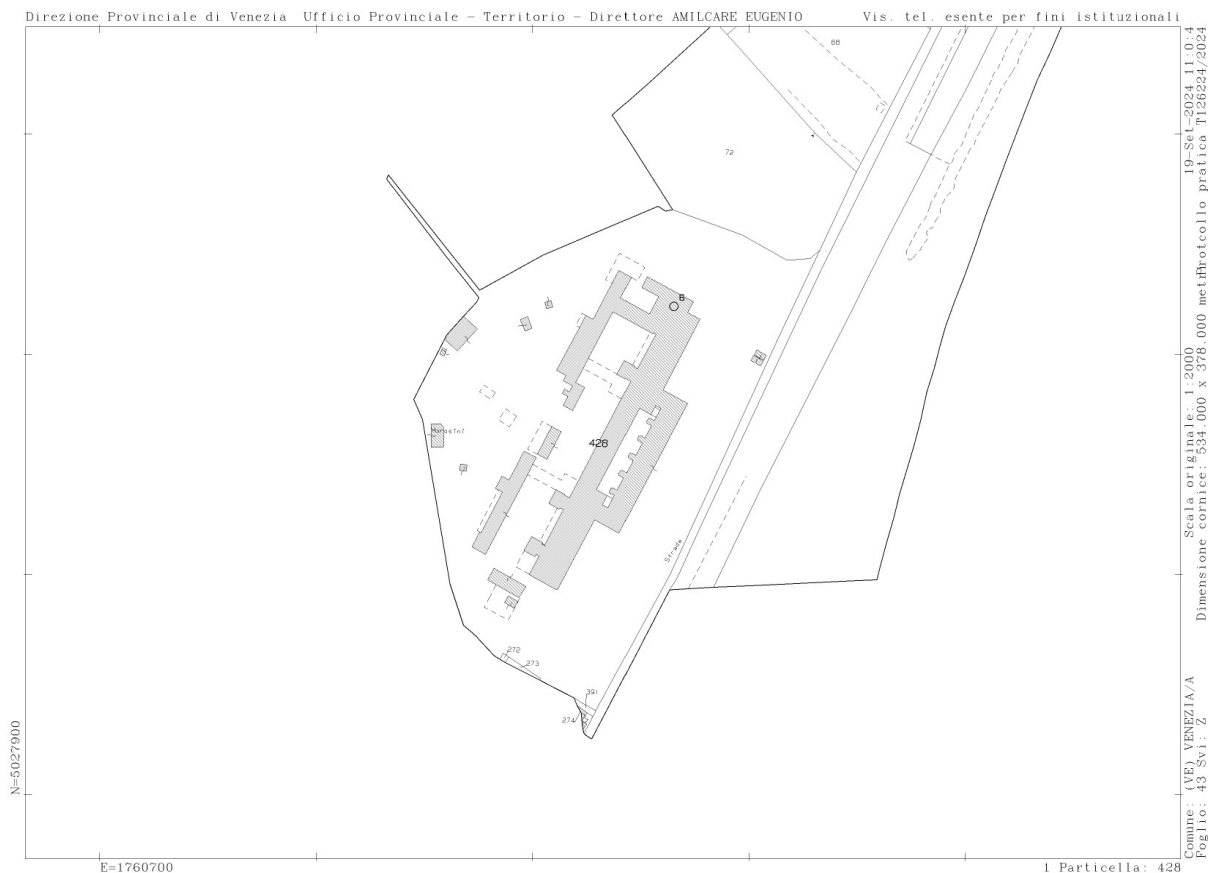 Direzione Provinciale di Venezia Ufficio Provinciale - Territorio - Direttore AMILCARE EUGENIO
Vis. tel. esente per fini istituzionali
68
72
6
428
Strada
272
273
391
274
N=5027900
E=1760700
1 Particella: 428
Comune: (VE) VENEZIA/A
Foglio: 43 Svi: Z
Scala originale: 1:2000
Dimensione cornice: 534.000 x 378.000 metri
19-Set-2024 11:0:4
Protocollo pratica T126224/2024